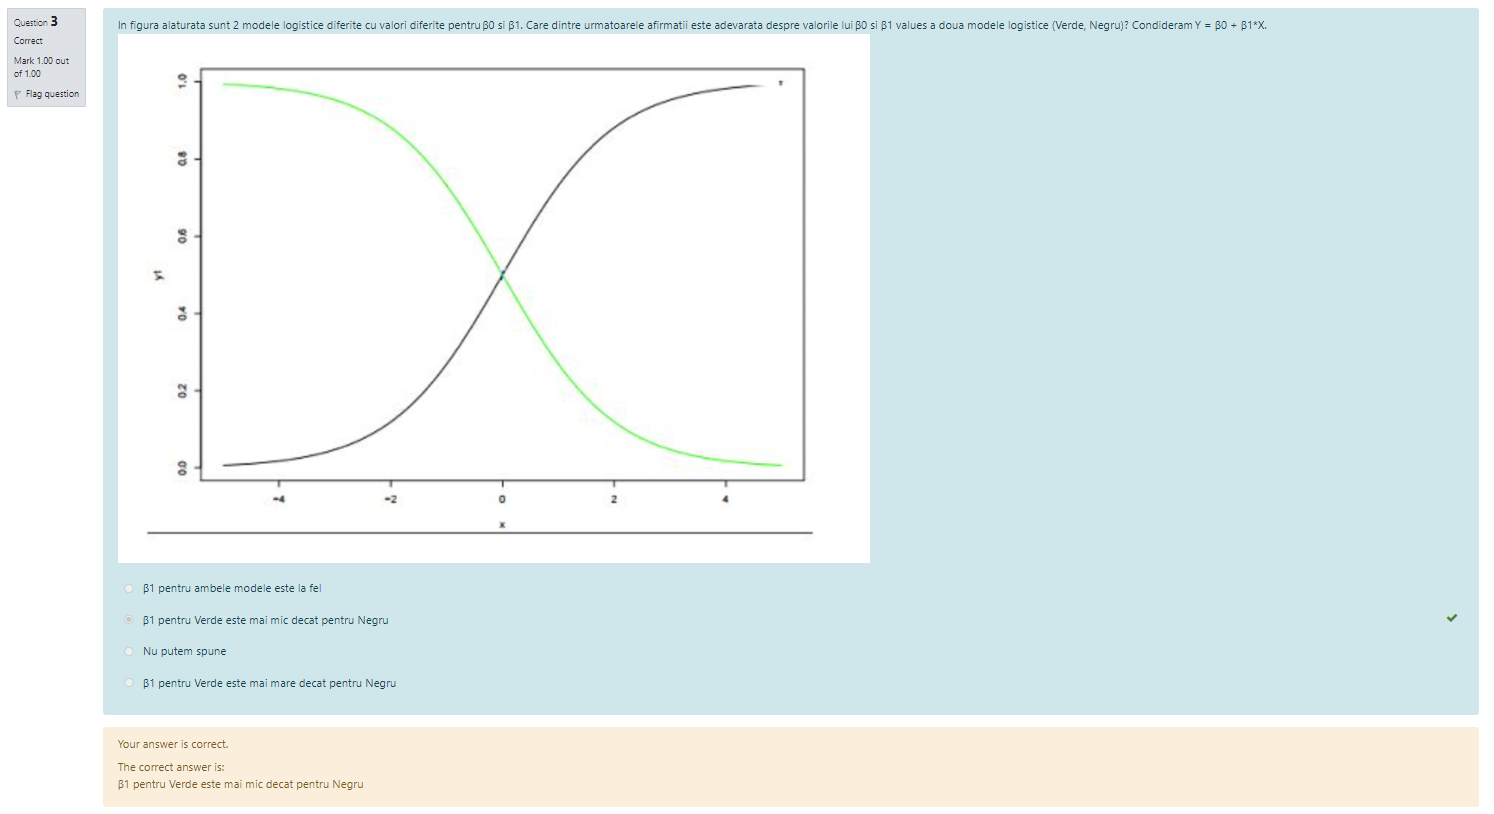 Question 3
Correct
Mark 1.00 out
of 1.00
Flag question
In figura alaturata sunt 2 modele logistice diferite cu valori diferite pentru β0 si β1. Care dintre urmatoarele afirmatii este adevarata despre valorile lui β0 si β1 values a doua modele logistice (Verde, Negru)? Condideram Y = β0 + β1*X.
1.0
0.8
0.6
y1
0.4
0.2
0.0
-4 -2 0 2 4
x
β1 pentru ambele modele este la fel
β1 pentru Verde este mai mic decat pentru Negru
Nu putem spune
β1 pentru Verde este mai mare decat pentru Negru
Your answer is correct.
The correct answer is:
β1 pentru Verde este mai mic decat pentru Negru